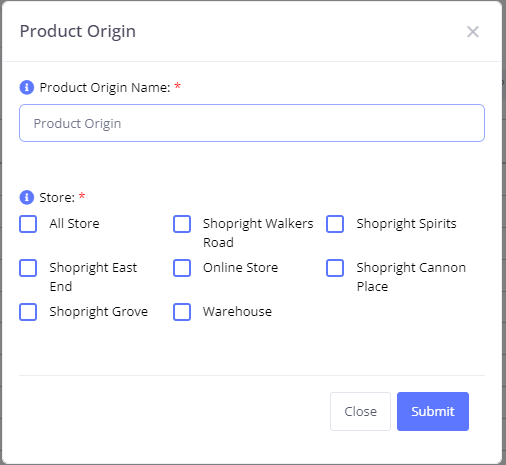 Product Origin
Product Origin Name: *
Product Origin
Store: *
All Store
Shopright Walkers
Road
Shopright Spirits
Shopright East
End
Online Store
Shopright Cannon
Place
Shopright Grove
Warehouse
Close
Submit